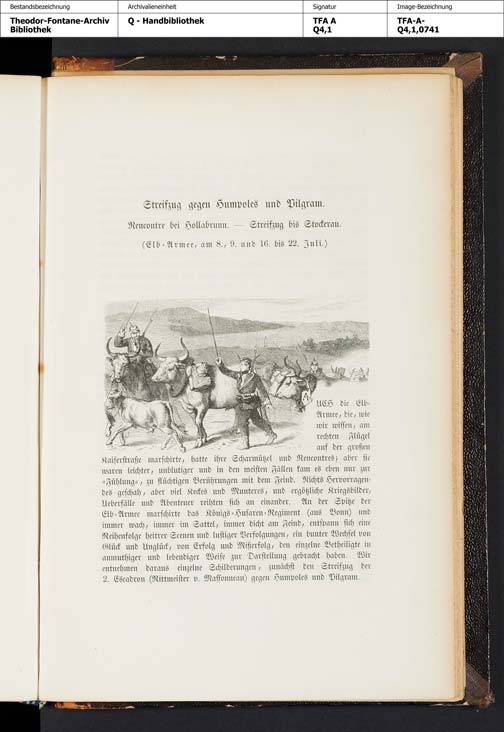 Bestandsbezeichnung Archivalieneinheit Signatur Image-Bezeichnung
Theodor-Fontane-Archiv Q - Handbibliothek TFA A TFA-A-
Bibliothek Q4,1 Q4,1,0741
Streifzug gegen Humpoles und Pilgram.
Rencontre bei Hollabrunn. — Streifzug bis Stockerau.
(Elb-Armee, am 8., 9. und 16. bis 22. Juli.)
UCH die Elb-
Armee, die, wie
wir wissen, am
rechten Flügel
auf der großen
Kaiserstraße marschirte, hatte ihre Scharmützel und Rencontres; aber sie
waren leichter, unblutiger und in den meisten Fällen kam es eben nur zur
»Fühlung«, zu flüchtigen Berührungen mit dem Feind. Nichts Hervorragen-
des geschah, aber viel Keckes und Munteres, und ergötzliche Kriegsbilder,
Ueberfälle und Abenteuer reihten sich an einander. An der Spitze der
Elb-Armee marschirte das Königs-Husaren-Regiment (aus Bonn) und
immer wach, immer im Sattel, immer dicht am Feind, entspann sich eine
Reihenfolge heitrer Scenen und lustiger Verfolgungen, ein bunter Wechsel von
Glück und Unglück, von Erfolg und Mißerfolg, den einzelne Betheiligte in
anmuthiger und lebendiger Weise zur Darstellung gebracht haben. Wir
entnehmen daraus einzelne Schilderungen, zunächst den Streifzug der
2. Escadron (Rittmeister v. Massonneau) gegen Humpoles und Pilgram.